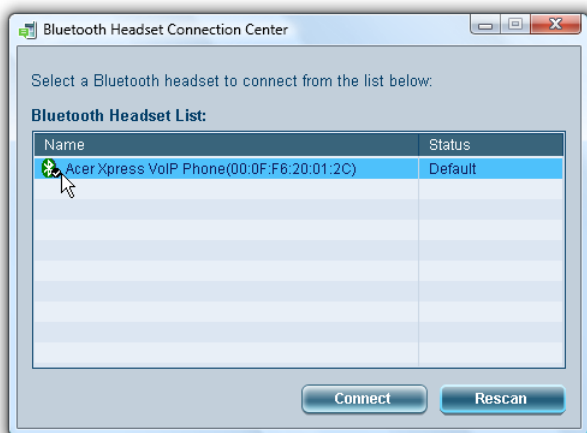 Bluetooth Headset Connection Center
Select a Bluetooth headset to connect from the list below:
Bluetooth Headset List:
Name Status
Acer Xpress VoIP Phone(00:0F:F6:20:01:2C) Default
Connect Rescan